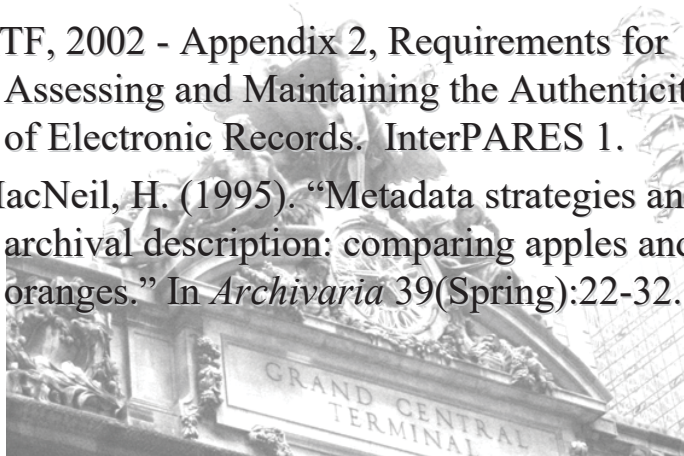 TF, 2002 - Appendix 2, Requirements for
Assessing and Maintaining the Authenticit
of Electronic Records. InterPARES 1.
MacNeil, H. (1995). “Metadata strategies an
archival description: comparing apples and
oranges.” In Archivaria 39(Spring):22-32.
GRAND CENTRAL
TERMINAL